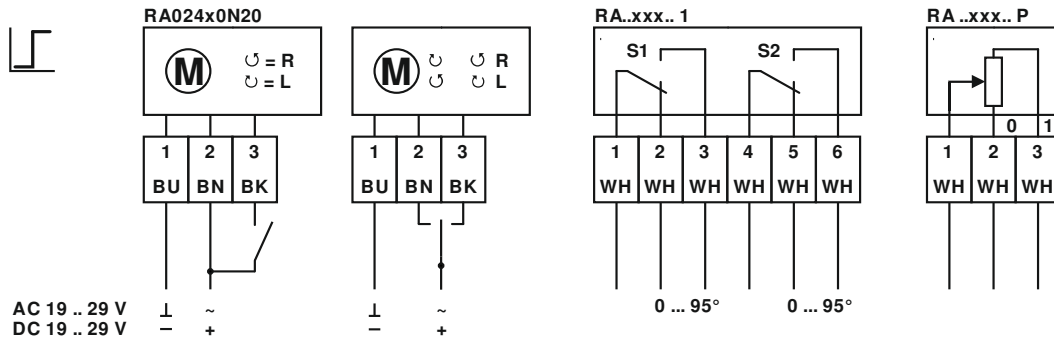 RA024x0N20
M
↺ = R
↻ = L
1 2 3
BU BN BK
M
↻ ↺ R
↺ ↻ L
1 2 3
BU BN BK
RA..xxx.. 1
S1 S2
1 2 3 4 5 6
WH WH WH WH WH WH
0 ... 95° 0 ... 95°
RA ..xxx.. P
0 1
1 2 3
WH WH WH
AC 19 .. 29 V ⊥ ~ ⊥ ~
DC 19 .. 29 V – + – +